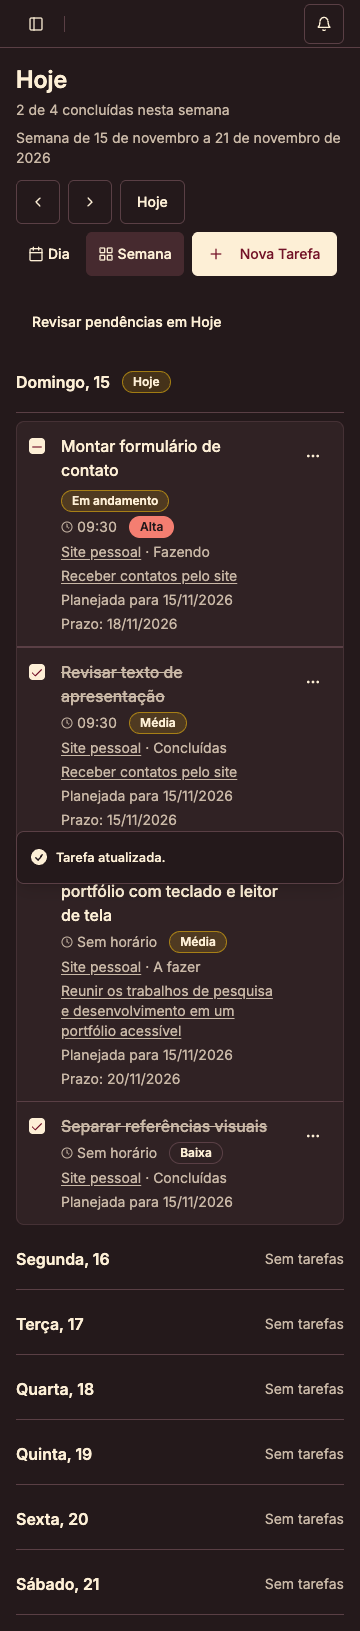 Hoje
2 de 4 concluídas nesta semana
Semana de 15 de novembro a 21 de novembro de
2026
Hoje
Dia
Semana
Nova Tarefa
Revisar pendências em Hoje
Domingo, 15
Hoje
Montar formulário de
contato
Em andamento
09:30
Alta
Site pessoal · Fazendo
Receber contatos pelo site
Planejada para 15/11/2026
Prazo: 18/11/2026
Revisar texto de
apresentação
09:30
Média
Site pessoal · Concluídas
Receber contatos pelo site
Planejada para 15/11/2026
Prazo: 15/11/2026
Tarefa atualizada.
portfólio com teclado e leitor
de tela
Sem horário
Média
Site pessoal · A fazer
Reunir os trabalhos de pesquisa
e desenvolvimento em um
portfólio acessível
Planejada para 15/11/2026
Prazo: 20/11/2026
Separar referências visuais
Sem horário
Baixa
Site pessoal · Concluídas
Planejada para 15/11/2026
Segunda, 16
Sem tarefas
Terça, 17
Sem tarefas
Quarta, 18
Sem tarefas
Quinta, 19
Sem tarefas
Sexta, 20
Sem tarefas
Sábado, 21
Sem tarefas